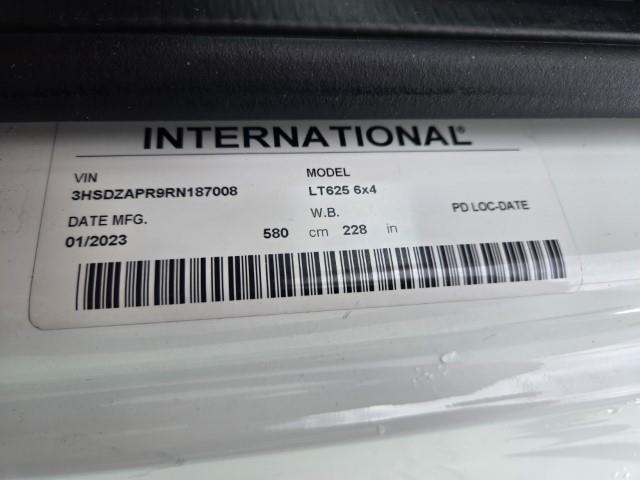 INTERNATIONAL®
VIN MODEL
3HSDZAPR9RN187008 LT625 6x4
DATE MFG. W.B. PD LOC-DATE
01/2023 580 cm 228 in